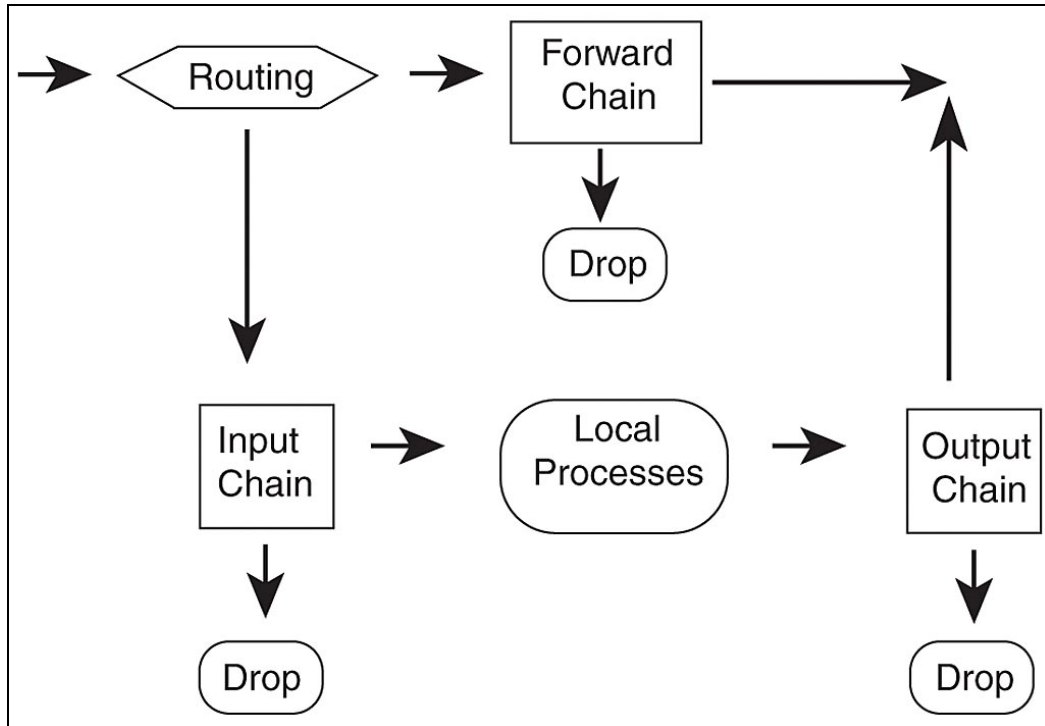 Routing
Forward
Chain
Drop
Input
Chain
Local
Processes
Output
Chain
Drop
Drop